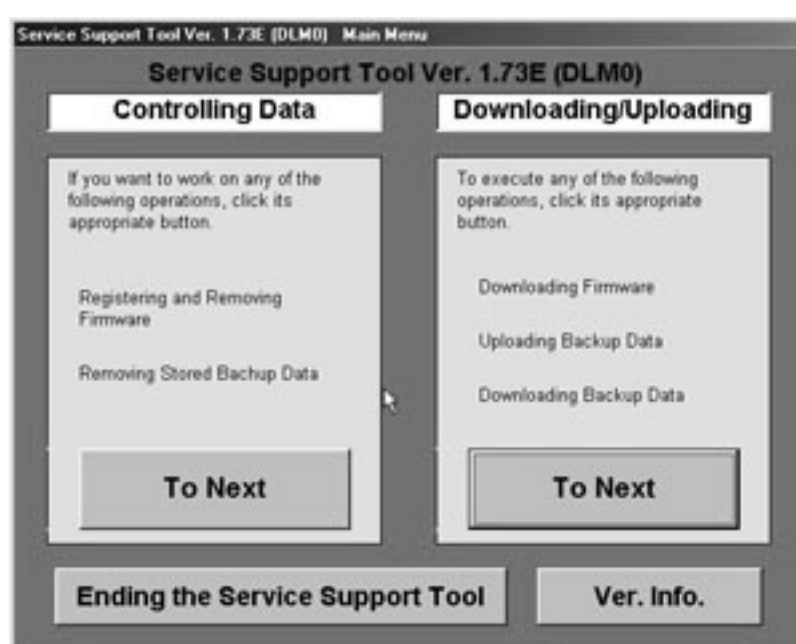 Service Support Tool Ver. 1.73E (DLM0) Main Menu
Service Support Tool Ver. 1.73E (DLM0)
Controlling Data
If you want to work on any of the
following operations, click its
appropriate button.
Registering and Removing
Firmware
Removing Stored Bachup Data
To Next
Downloading/Uploading
To execute any of the following
operations, click its appropriate
button.
Downloading Firmware
Uploading Backup Data
Downloading Backup Data
To Next
Ending the Service Support Tool
Ver. Info.